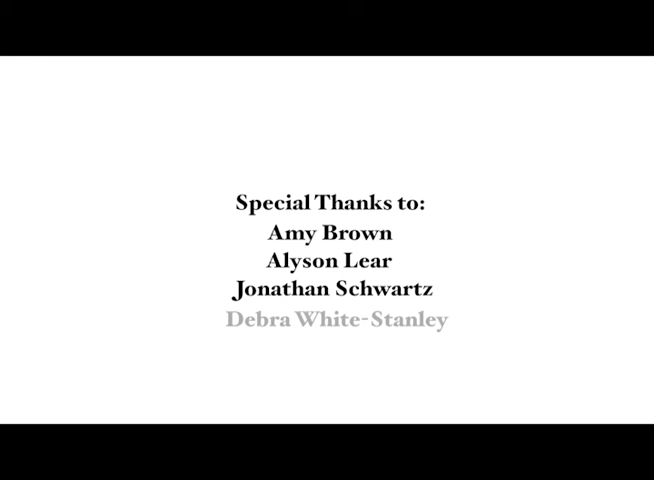 Special Thanks to:
Amy Brown
Alyson Lear
Jonathan Schwartz
Debra White-Stanley